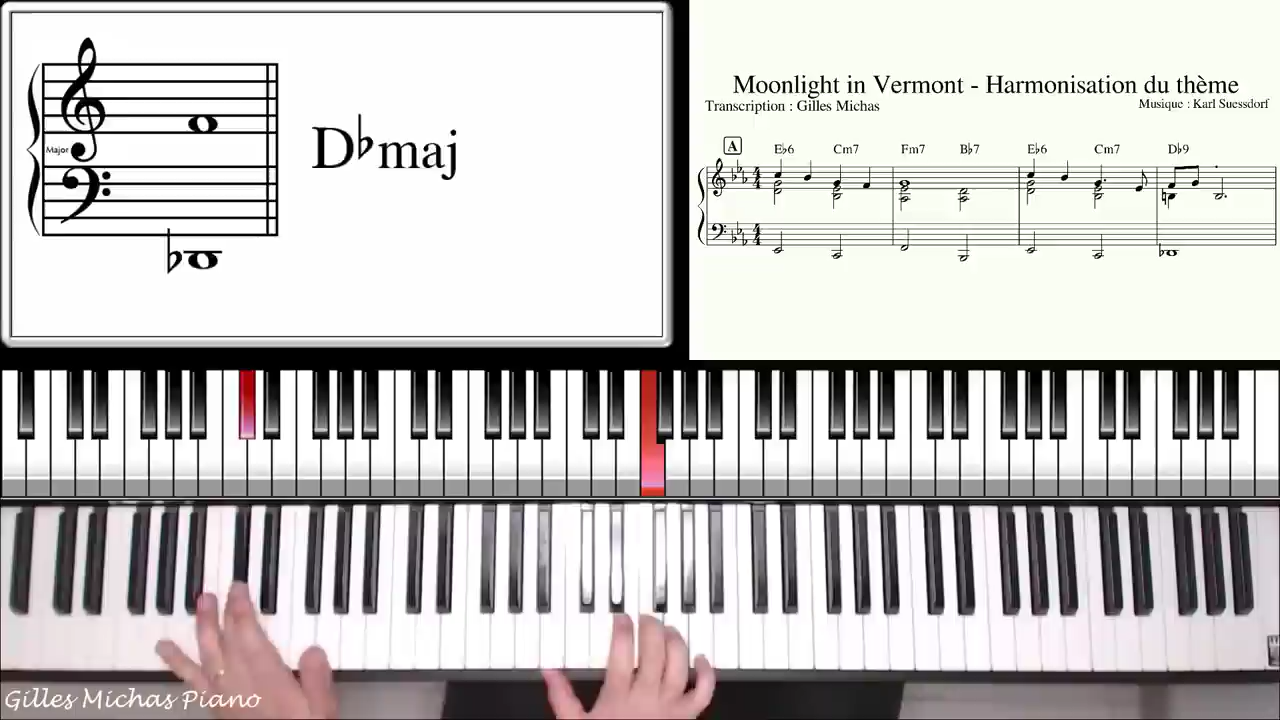 Major
D♭maj
Moonlight in Vermont - Harmonisation du thème
Transcription : Gilles Michas
Musique : Karl Suessdorf
A
E♭6 Cm7 Fm7 B♭7 E♭6 Cm7 D♭9
Gilles Michas Piano